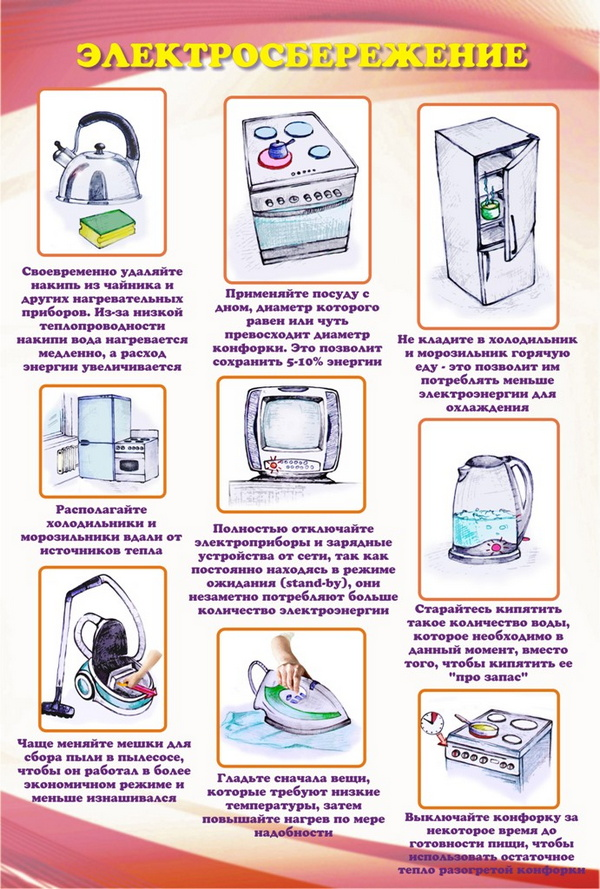 ЭЛЕКТРОСБЕРЕЖЕНИЕ
Своевременно удаляйте
накипь из чайника и
других нагревательных
приборов. Из-за низкой
теплопроводности
накипи вода нагревается
медленно, а расход
энергии увеличивается
Применяйте посуду с
дном, диаметр которого
равен или чуть
превосходит диаметр
конфорки. Это позволит
сохранить 5-10% энергии
Не кладите в холодильник
и морозильник горячую
еду - это позволит им
потреблять меньше
электроэнергии для
охлаждения
Располагайте
холодильники и
морозильники вдали от
источников тепла
Полностью отключайте
электроприборы и зарядные
устройства от сети, так как
постоянно находясь в режиме
ожидания (stand-by), они
незаметно потребляют больше
количество электроэнергии
Старайтесь кипятить
такое количество воды,
которое необходимо в
данный момент, вместо
того, чтобы кипятить ее
"про запас"
Чаще меняйте мешки для
сбора пыли в пылесосе,
чтобы он работал в более
экономичном режиме и
меньше изнашивался
Гладьте сначала вещи,
которые требуют низкие
температуры, затем
повышайте нагрев по мере
надобности
Выключайте конфорку за
некоторое время до
готовности пищи, чтобы
использовать остаточное
тепло разогретой конфорки